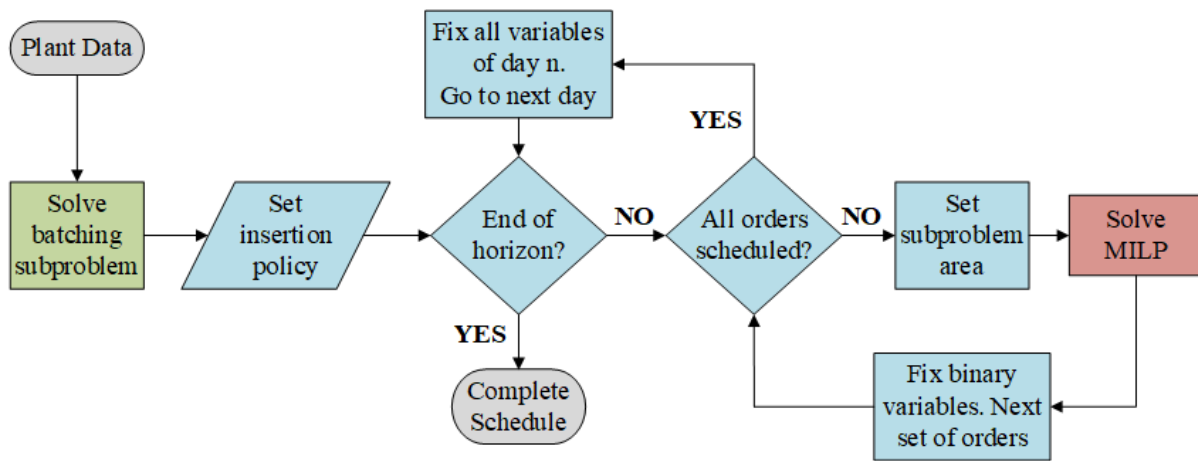 Plant Data
Solve
batching
subproblem
Set
insertion
policy
Fix all variables
of day n.
Go to next day
End of
horizon?
YES
Complete
Schedule
NO
All orders
scheduled?
YES
NO
Set
subproblem
area
Solve
MILP
Fix binary
variables. Next
set of orders